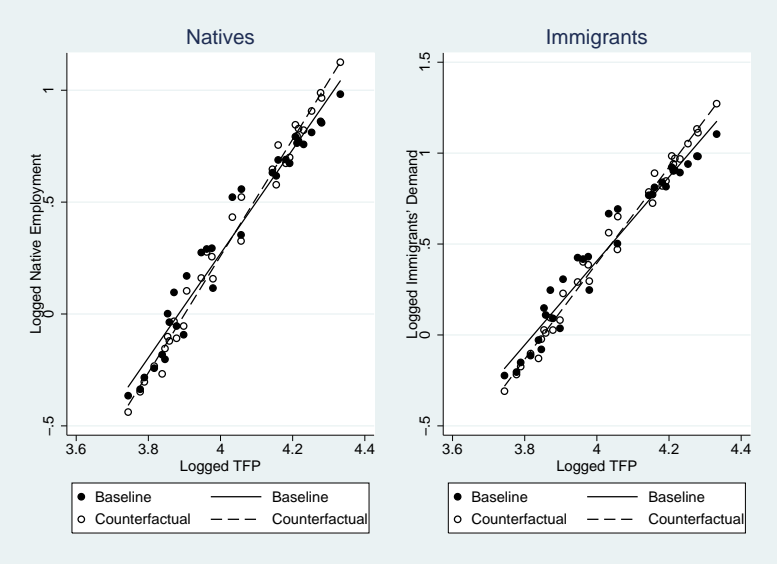 Natives
Logged Native Employment
1
.5
0
-.5
3.6
3.8
4
4.2
4.4
Logged TFP
Baseline
Baseline
Counterfactual
Counterfactual
Immigrants
Logged Immigrants' Demand
1.5
1
.5
0
-.5
3.6
3.8
4
4.2
4.4
Logged TFP
Baseline
Baseline
Counterfactual
Counterfactual